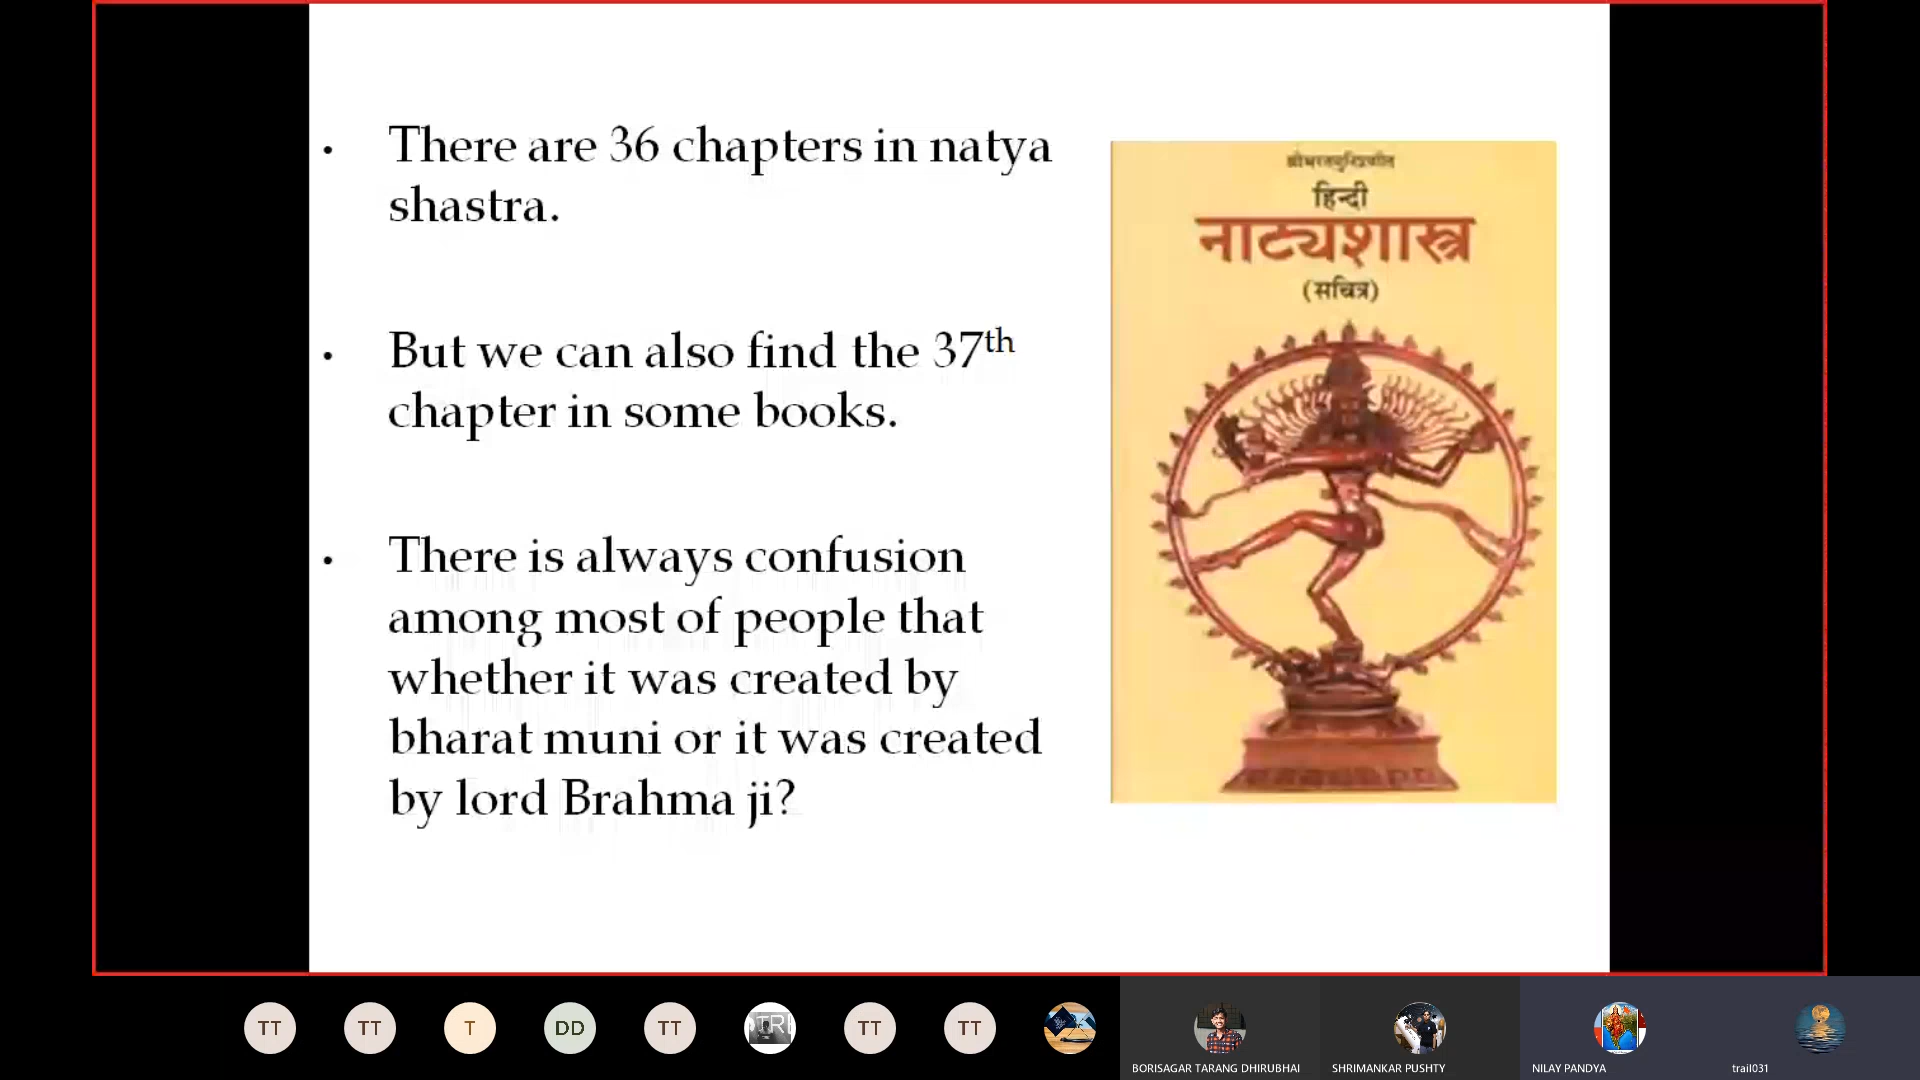 • There are 36 chapters in natya
shastra.
• But we can also find the 37th
chapter in some books.
• There is always confusion
among most of people that
whether it was created by
bharat muni or it was created
by lord Brahma ji?
श्रीभरतमुनिप्रणीत
हिन्दी
नाट्यशास्त्र
(सचित्र)
TT
TT
T
DD
TT
TT
TT
BORISAGAR TARANG DHIRUBHAI
SHRIMANKAR PUSHTY
NILAY PANDYA
trail031